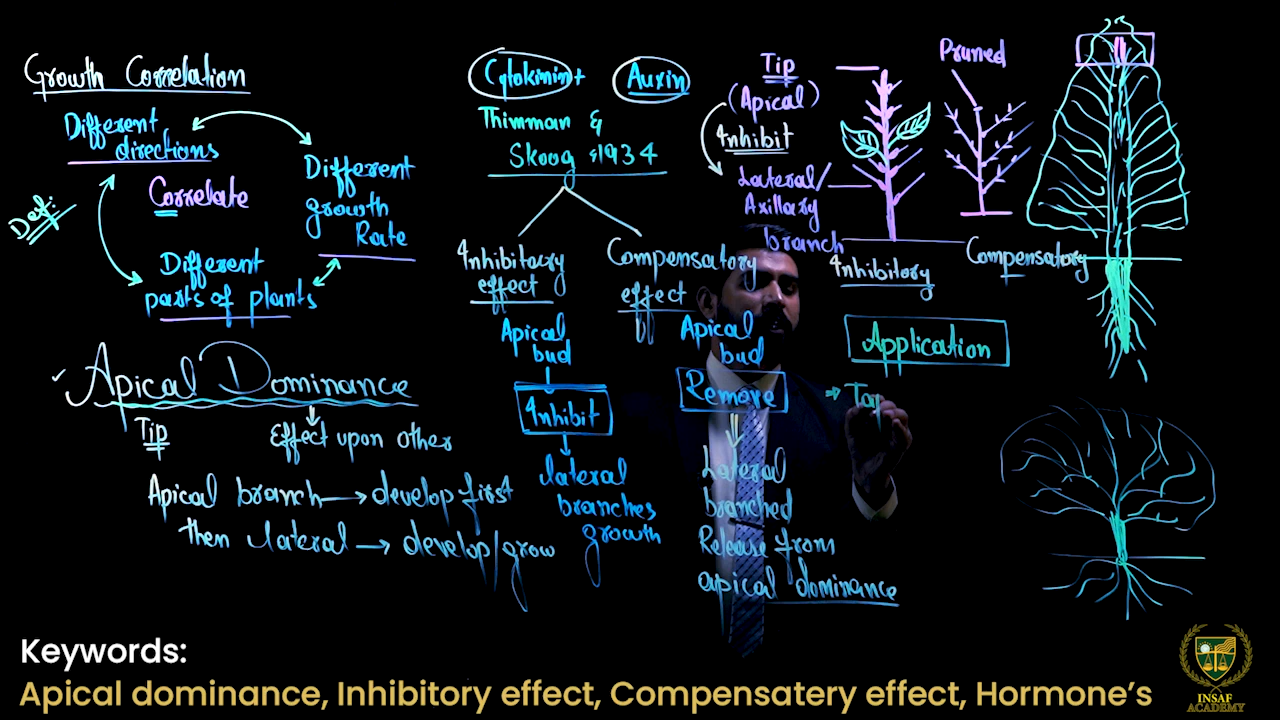 Growth Correlation
Different
directions
Correlate
Def:
Different
growth
Rate
Different
parts of plants
Apical Dominance
Tip
Effect upon other
Apical branch → develop first
then lateral → develop/grow
Cytokinin + Auxin
Thimman &
Skoog, 1934
Inhibitory
effect
Apical
bud
Inhibit
lateral
branches
growth
Compensatory
effect
Apical
bud
Remove
Lateral
branched
Release from
apical dominance
Tip
(Apical)
Inhibit
Lateral/
Axillary
branch
Pruned
Inhibitory
Compensatory
Application
⇒ Tap
Keywords:
Apical dominance, Inhibitory effect, Compensatery effect, Hormone's
INSAF
ACADEMY